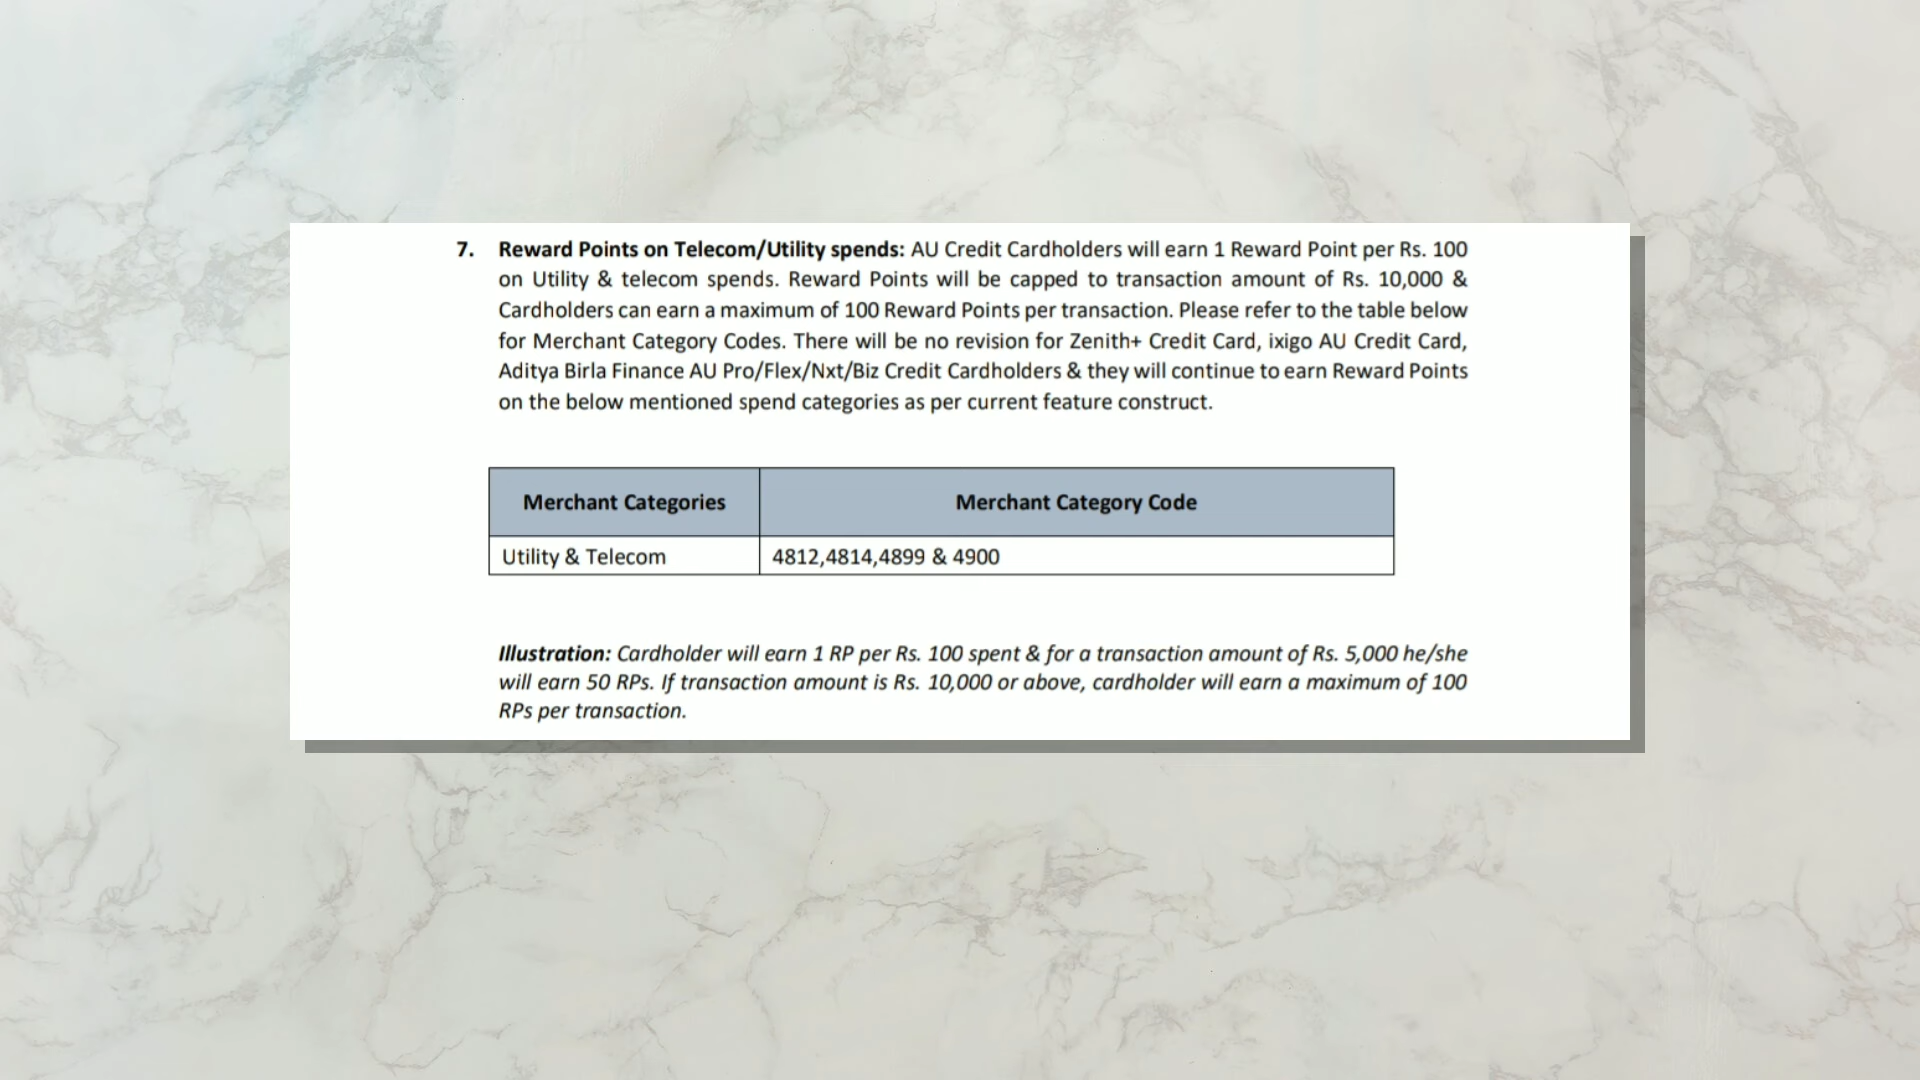 7. Reward Points on Telecom/Utility spends: AU Credit Cardholders will earn 1 Reward Point per Rs. 100
on Utility & telecom spends. Reward Points will be capped to transaction amount of Rs. 10,000 &
Cardholders can earn a maximum of 100 Reward Points per transaction. Please refer to the table below
for Merchant Category Codes. There will be no revision for Zenith+ Credit Card, ixigo AU Credit Card,
Aditya Birla Finance AU Pro/Flex/Nxt/Biz Credit Cardholders & they will continue to earn Reward Points
on the below mentioned spend categories as per current feature construct.
Merchant Categories Merchant Category Code
Utility & Telecom 4812,4814,4899 & 4900
Illustration: Cardholder will earn 1 RP per Rs. 100 spent & for a transaction amount of Rs. 5,000 he/she
will earn 50 RPs. If transaction amount is Rs. 10,000 or above, cardholder will earn a maximum of 100
RPs per transaction.